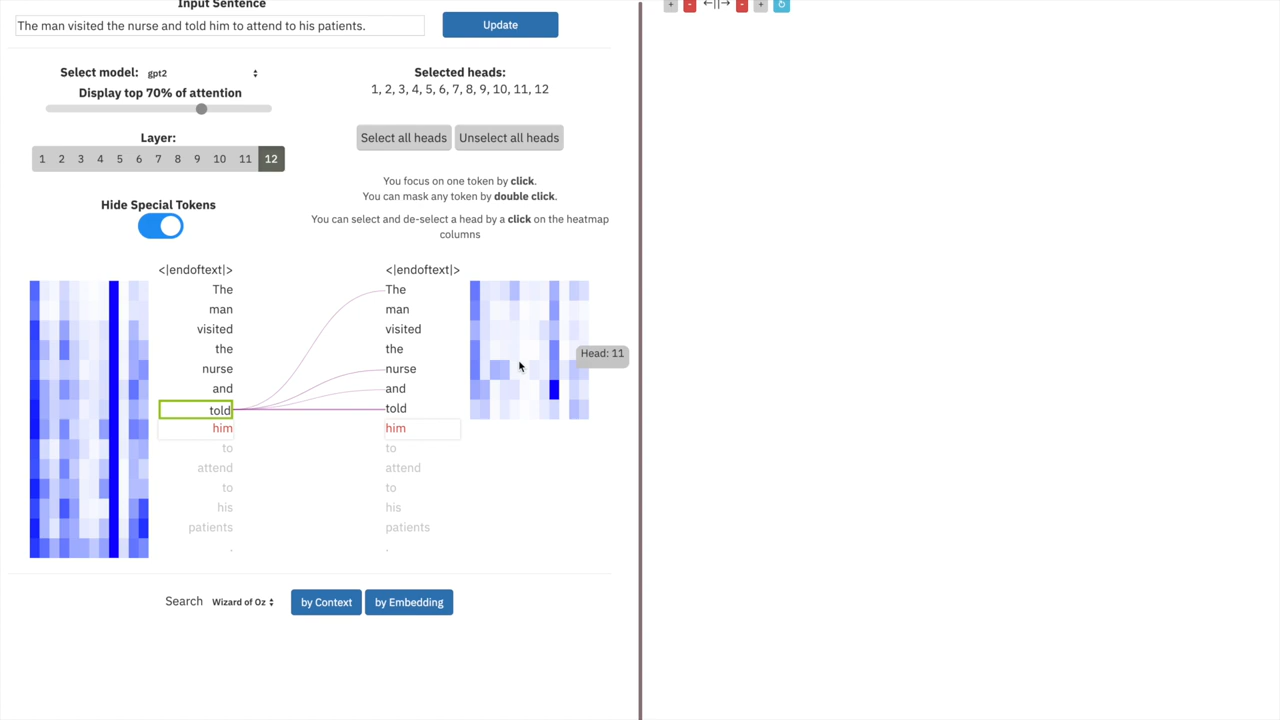 Input Sentence
The man visited the nurse and told him to attend to his patients.
Update
Select model: gpt2
Display top 70% of attention
Layer:
1 2 3 4 5 6 7 8 9 10 11 12
Hide Special Tokens
Selected heads:
1, 2, 3, 4, 5, 6, 7, 8, 9, 10, 11, 12
Select all heads Unselect all heads
You focus on one token by click.
You can mask any token by double click.
You can select and de-select a head by a click on the heatmap
columns
<|endoftext|> <|endoftext|>
The The
man man
visited visited
the the
nurse nurse
and and
told told
him him
to to
attend attend
to to
his his
patients patients
. .
Head: 11
Search Wizard of Oz by Context by Embedding
+ - ←||→ - + ↻